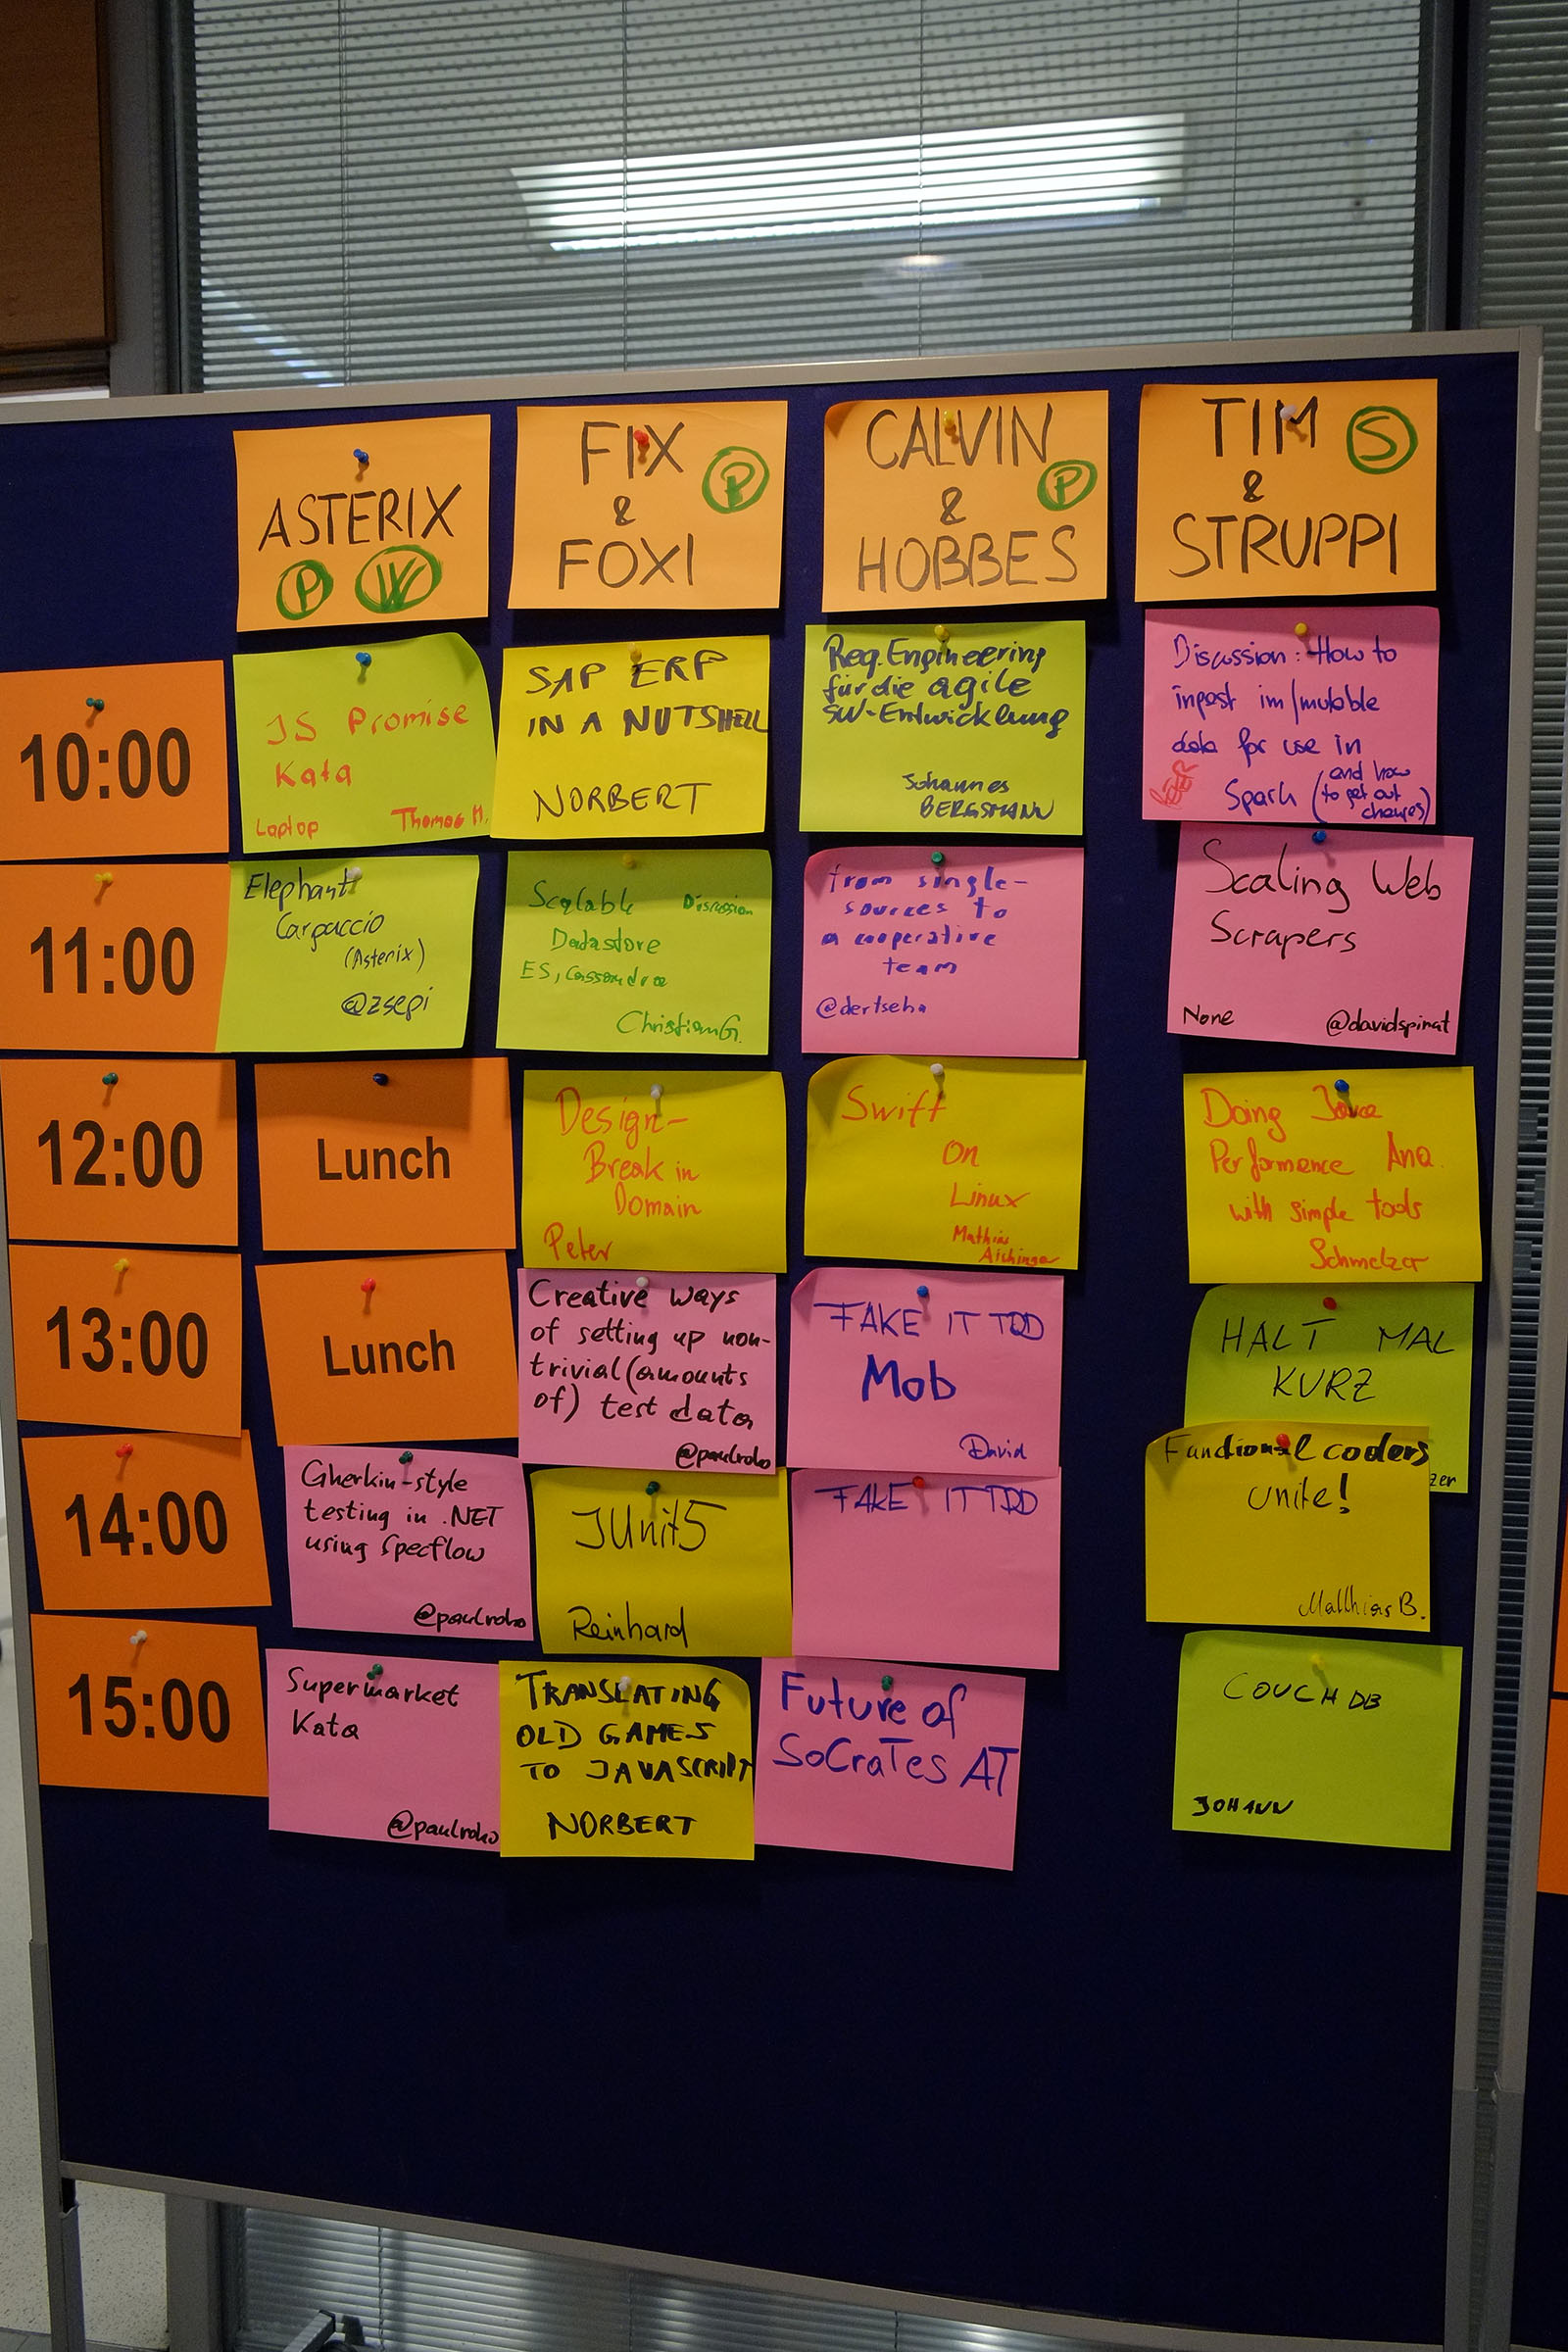 ASTERIX
P W
FIX P
&
FOXI
CALVIN
& P
HOBBES
TIM S
&
STRUPPI
10:00
JS Promise
Kata
Laptop Thomas M.
SAP ERP
IN A NUTSHELL
NORBERT
Req. Engineering
für die agile
SW-Entwicklung
Johannes
BERGSMANN
Discussion: How to
ingest im/mutable
data for use in
Spark (and how
to get out
changes)
11:00
Elephant
Carpaccio
(Asterix)
@zsepi
Scalable Discussion
Datastore
ES, Cassandra
Christian G.
from single-
sources to
a cooperative
team
@dertseha
Scaling Web
Scrapers
None @davidspinat
12:00
Lunch
Design-
Break in
Domain
Peter
Swift
On
Linux
Mathias
Aichinger
Doing Java
Performance Ana.
with simple tools
Schmelzer
13:00
Lunch
Creative ways
of setting up non-
trivial (amounts
of) test data
@paulroho
FAKE IT TDD
Mob
David
HALT MAL
KURZ
zer
14:00
Gherkin-style
testing in .NET
using Specflow
@paulroho
JUnit5
Reinhard
FAKE IT TDD
Functional coders
unite!
Matthias B.
15:00
Supermarket
Kata
@paulroho
TRANSLATING
OLD GAMES
TO JAVASCRIPT
NORBERT
Future of
SoCraTes AT
COUCH DB
JOHANN